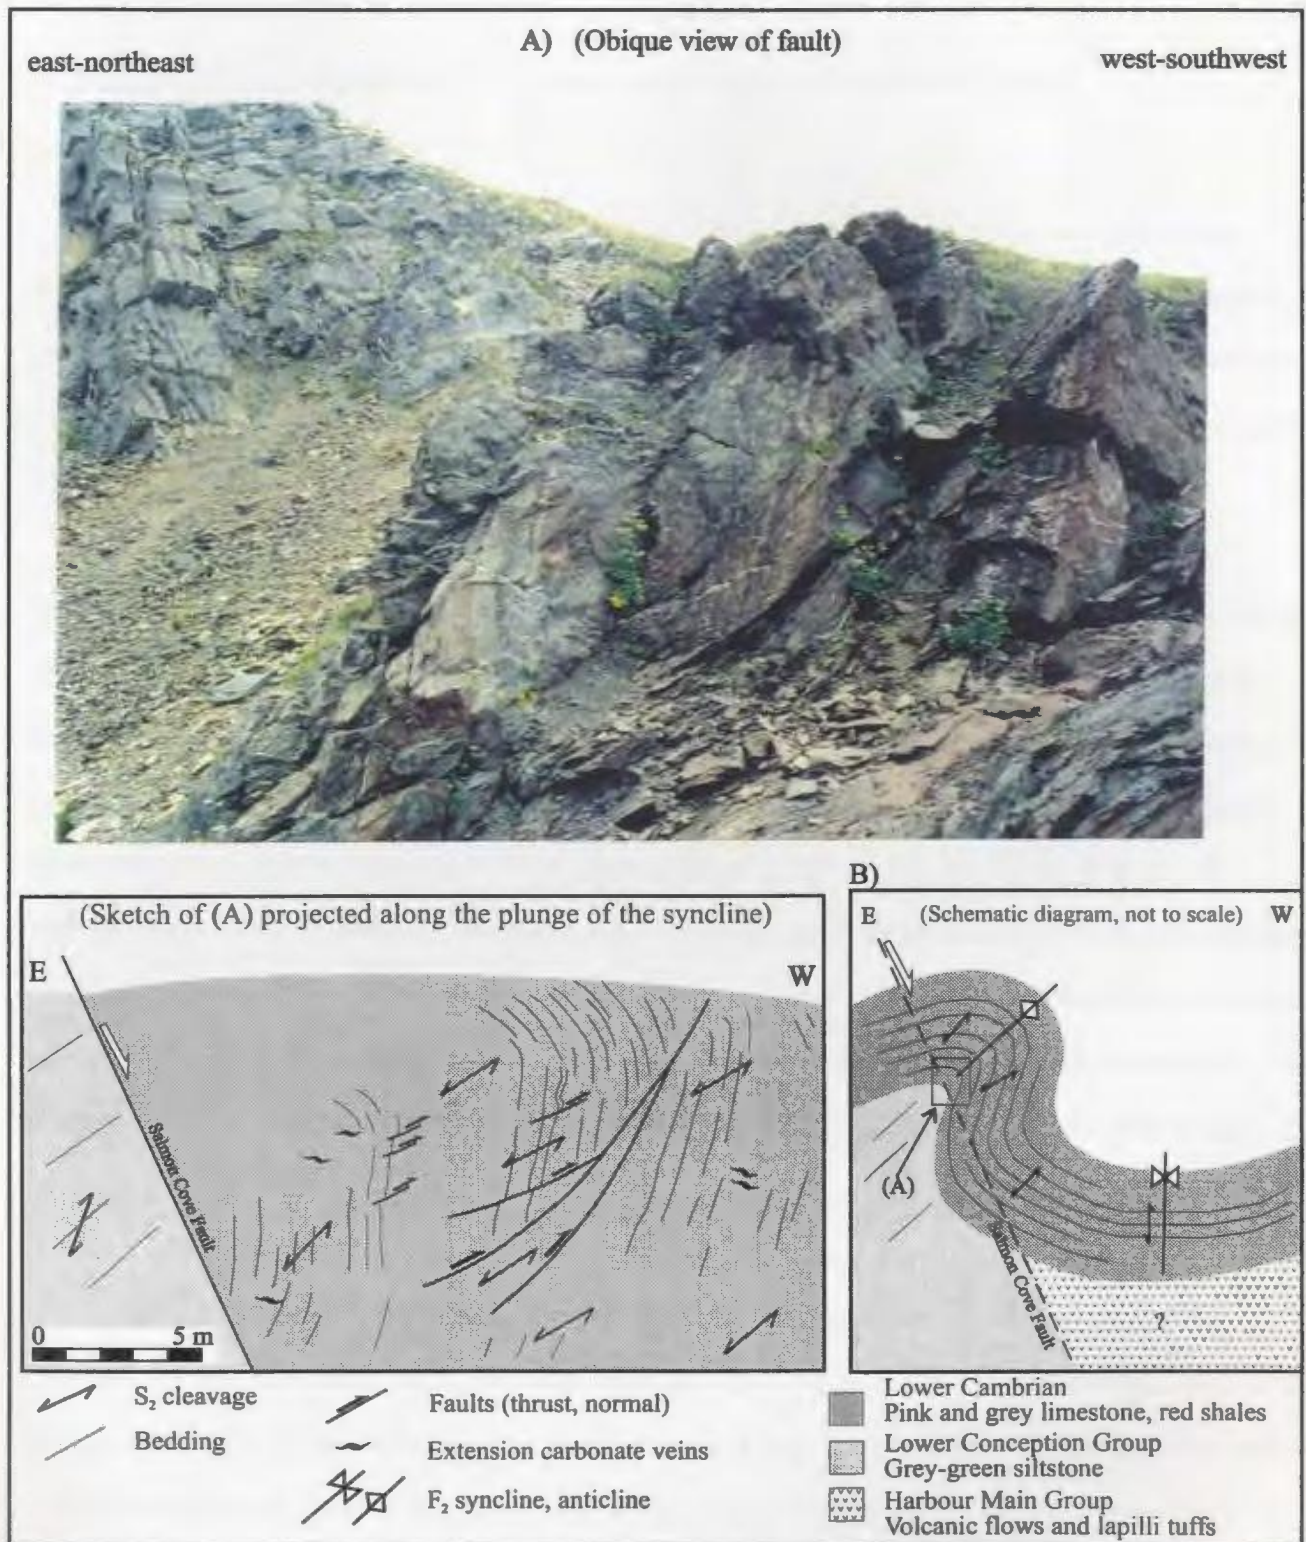 A) (Obique view of fault)
east-northeast
west-southwest
(Sketch of (A) projected along the plunge of the syncline)
E
W
Salmon Cove Fault
0 5 m
B)
E (Schematic diagram, not to scale) W
(A)
Salmon Cove Fault
?
S₂ cleavage
Bedding
Faults (thrust, normal)
Extension carbonate veins
F₂ syncline, anticline
Lower Cambrian
Pink and grey limestone, red shales
Lower Conception Group
Grey-green siltstone
Harbour Main Group
Volcanic flows and lapilli tuffs